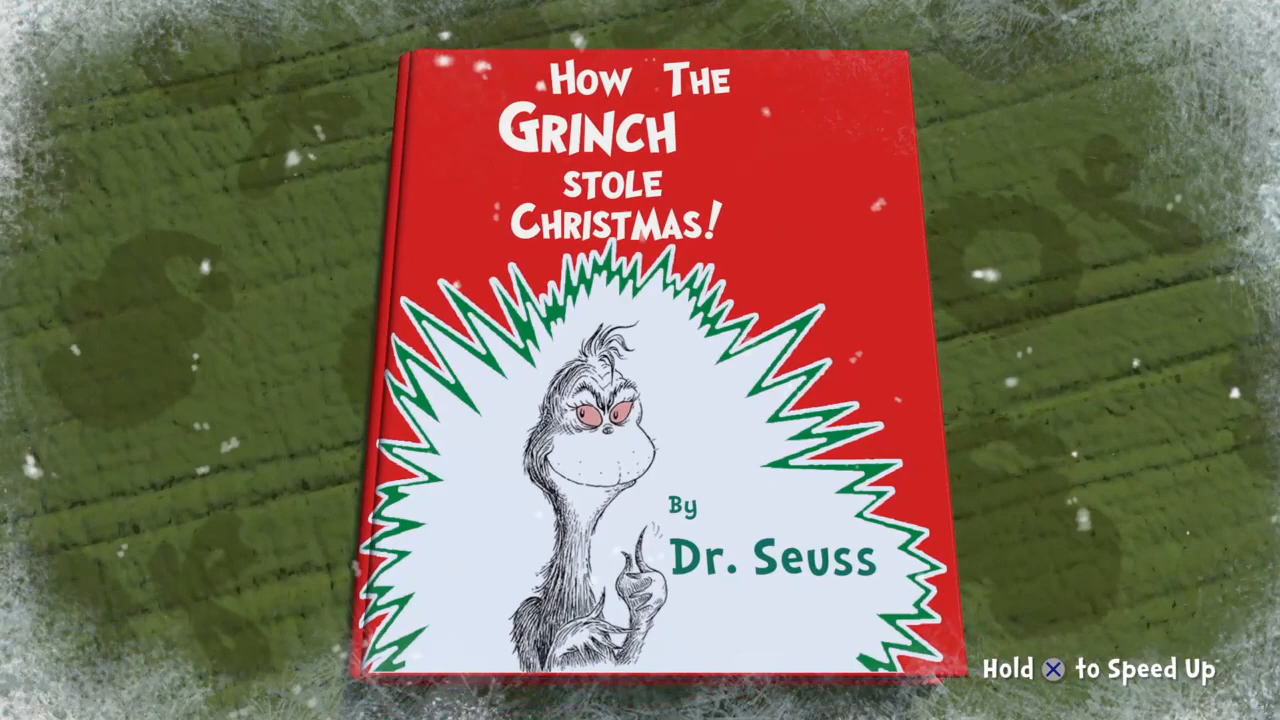 How The
Grinch
stole
Christmas!
By
Dr. Seuss
Hold ⓧ to Speed Up